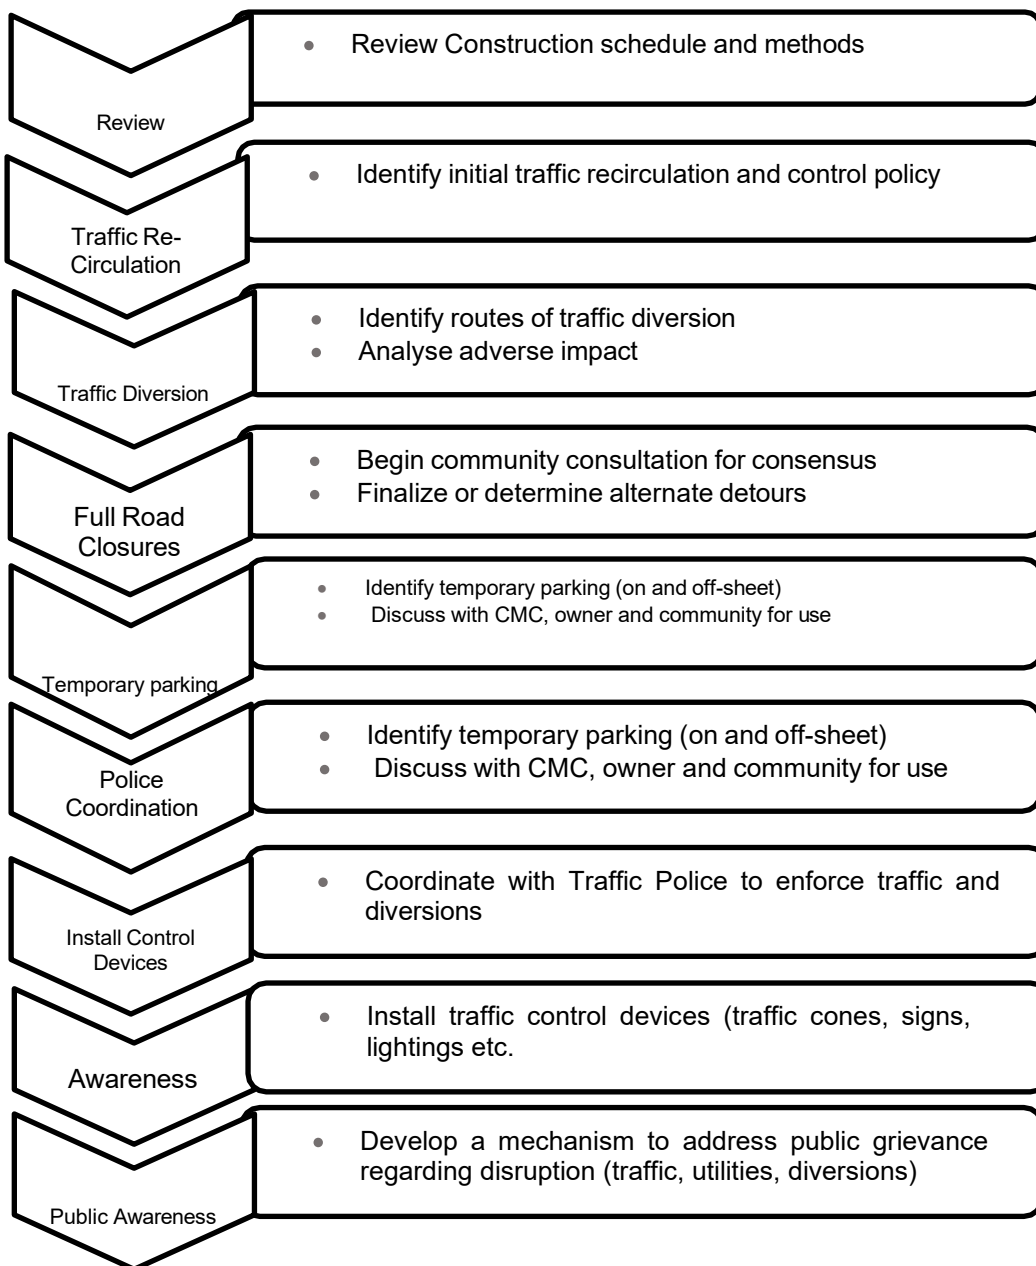 • Review Construction schedule and methods
Review
• Identify initial traffic recirculation and control policy
Traffic Re-
Circulation
• Identify routes of traffic diversion
• Analyse adverse impact
Traffic Diversion
• Begin community consultation for consensus
• Finalize or determine alternate detours
Full Road
Closures
• Identify temporary parking (on and off-sheet)
• Discuss with CMC, owner and community for use
Temporary parking
• Identify temporary parking (on and off-sheet)
• Discuss with CMC, owner and community for use
Police
Coordination
• Coordinate with Traffic Police to enforce traffic and
diversions
Install Control
Devices
• Install traffic control devices (traffic cones, signs,
lightings etc.
Awareness
• Develop a mechanism to address public grievance
regarding disruption (traffic, utilities, diversions)
Public Awareness